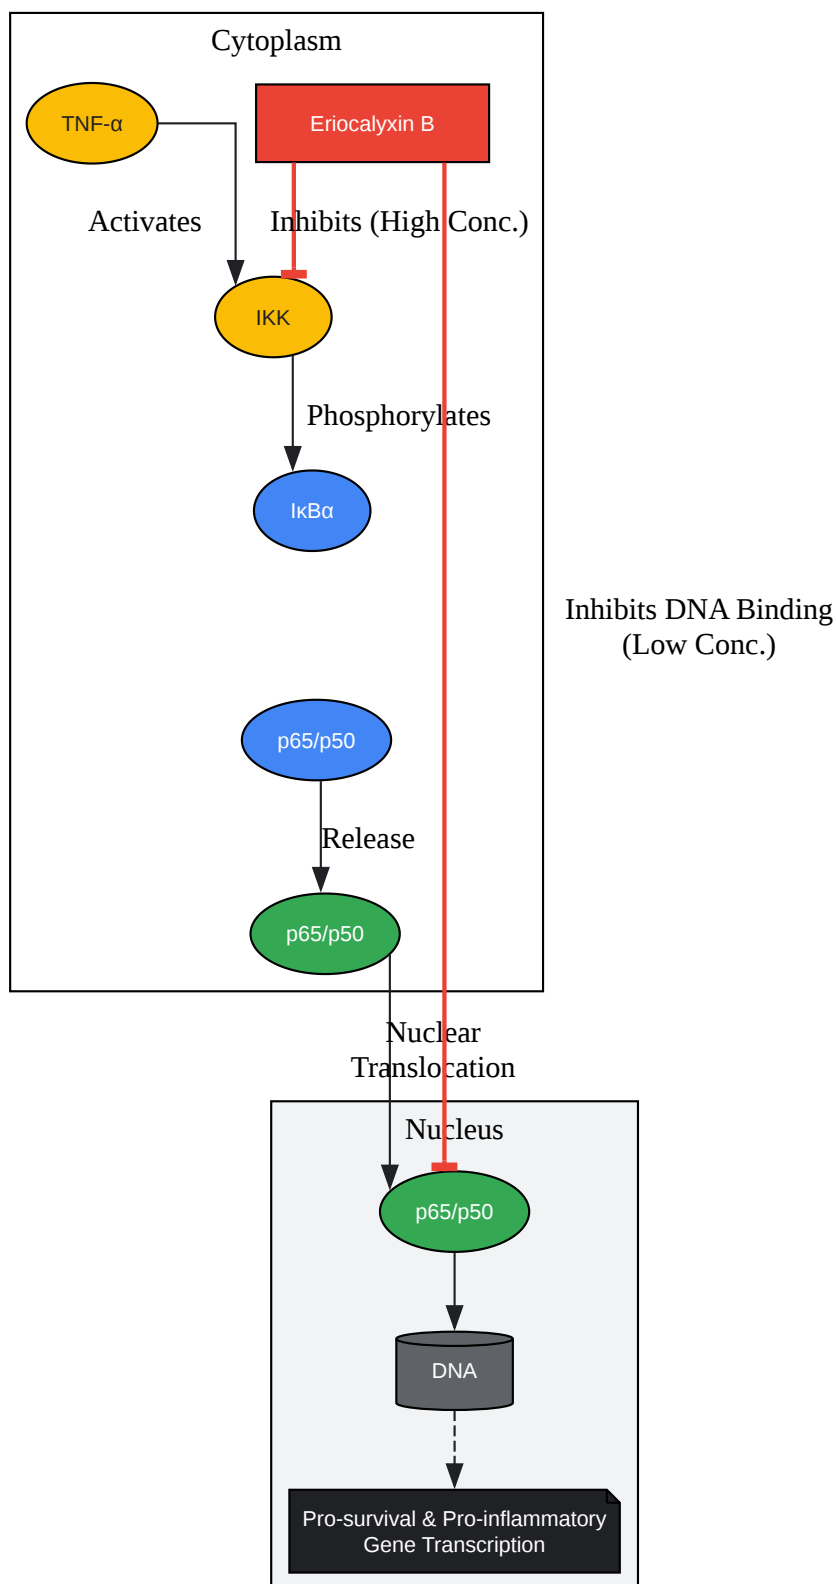 Cytoplasm
TNF-α
Eriocalyxin B
Activates
Inhibits (High Conc.)
IKK
Phosphorylates
IκBα
Inhibits DNA Binding
(Low Conc.)
p65/p50
Release
p65/p50
Nuclear
Translocation
Nucleus
p65/p50
DNA
Pro-survival & Pro-inflammatory
Gene Transcription